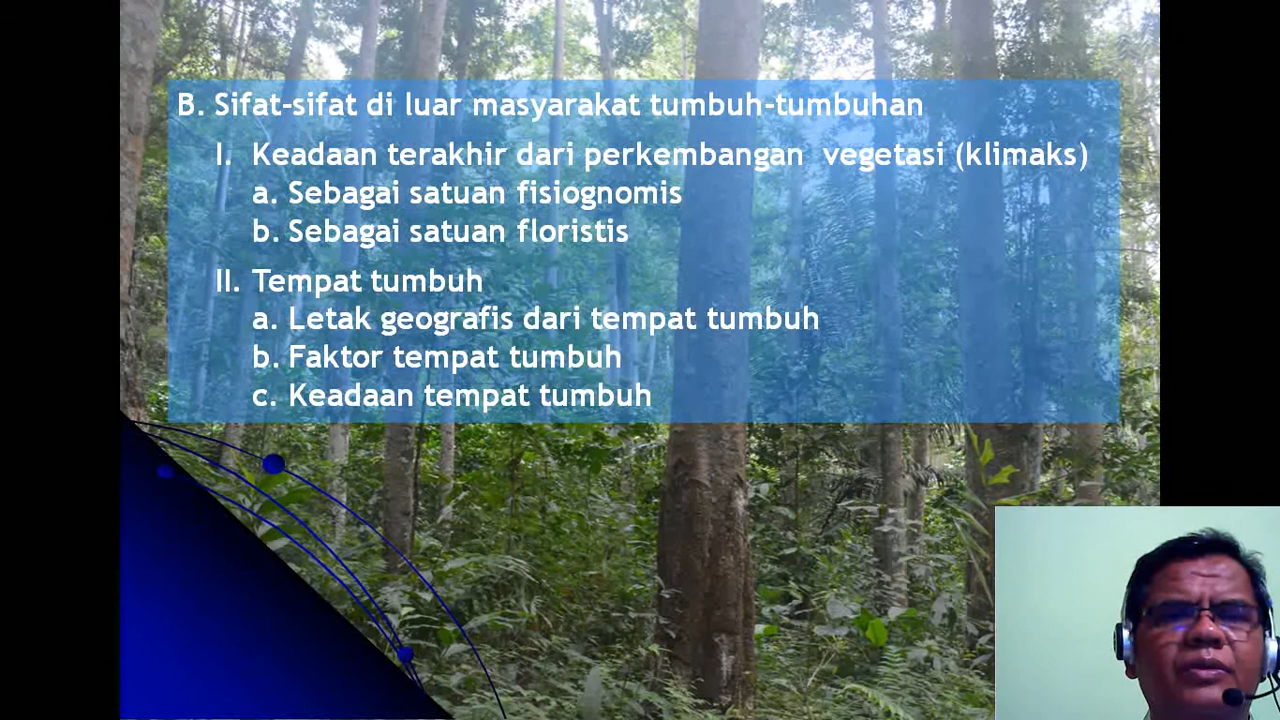 B. Sifat-sifat di luar masyarakat tumbuh-tumbuhan
I. Keadaan terakhir dari perkembangan vegetasi (klimaks)
a. Sebagai satuan fisiognomis
b. Sebagai satuan floristis
II. Tempat tumbuh
a. Letak geografis dari tempat tumbuh
b. Faktor tempat tumbuh
c. Keadaan tempat tumbuh